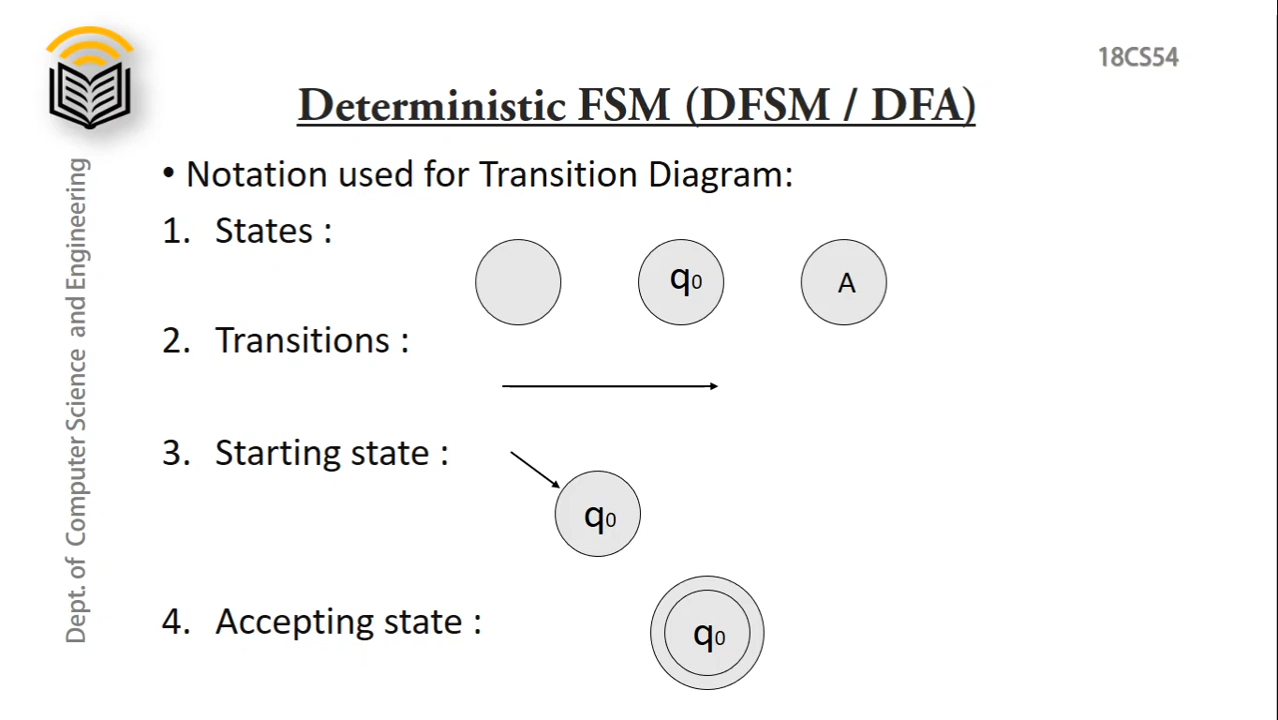 18CS54
Deterministic FSM (DFSM / DFA)
• Notation used for Transition Diagram:
1. States :
q0
A
2. Transitions :
3. Starting state :
q0
4. Accepting state :
q0
Dept. of Computer Science and Engineering